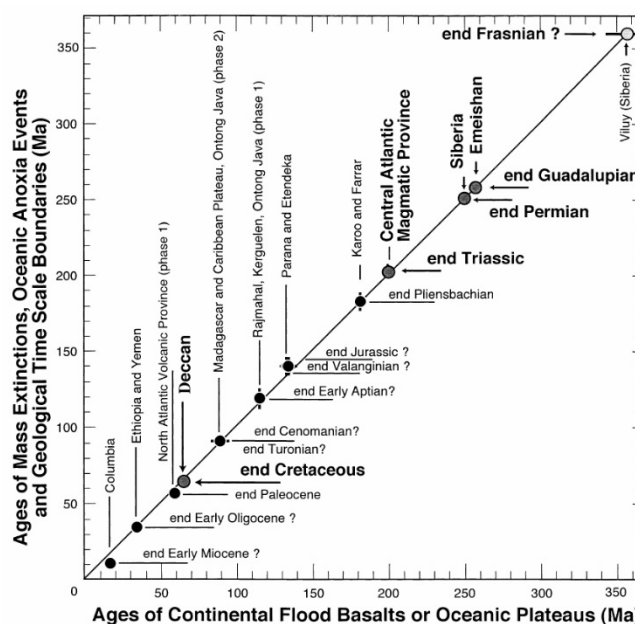 Ages of Mass Extinctions, Oceanic Anoxia Events
and Geological Time Scale Boundaries (Ma)
350
300
250
200
150
100
50
0
50
100
150
200
250
300
350
Ages of Continental Flood Basalts or Oceanic Plateaus (Ma)
Columbia
Ethiopia and Yemen
North Atlantic Volcanic Province (phase 1)
Deccan
Madagascar and Caribbean Plateau, Ontong Java (phase 2)
Rajmahal, Kerguelen, Ontong Java (phase 1)
Parana and Etendeka
Karoo and Farrar
Central Atlantic
Magmatic Province
Siberia
Emeishan
Viluy (Siberia)
end Frasnian ?
end Guadalupian
end Permian
end Triassic
end Pliensbachian
end Jurassic ?
end Valanginian ?
end Early Aptian?
end Cenomanian?
end Turonian?
end Cretaceous
end Paleocene
end Early Oligocene ?
end Early Miocene ?